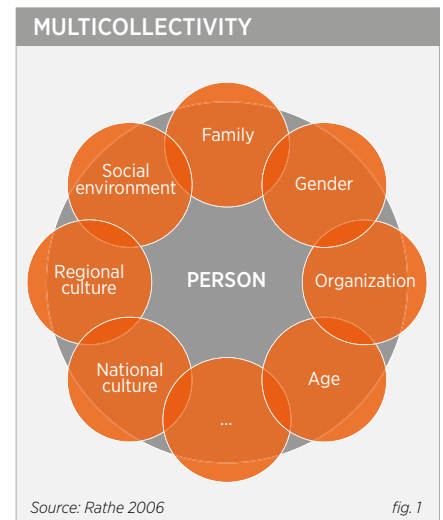 MULTICOLLECTIVITY
Family
Social
environment
Gender
Regional
culture
PERSON
Organization
National
culture
Age
...
Source: Rathe 2006
fig. 1